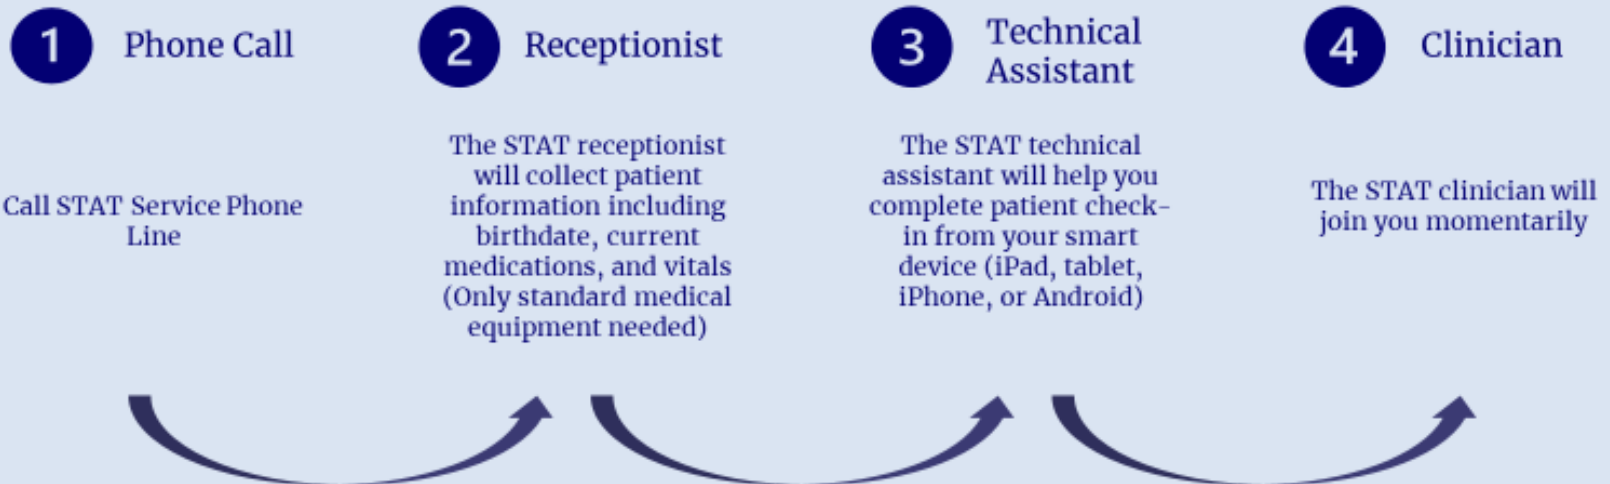 1
Phone Call
Call STAT Service Phone
Line
2
Receptionist
The STAT receptionist
will collect patient
information including
birthdate, current
medications, and vitals
(Only standard medical
equipment needed)
3
Technical
Assistant
The STAT technical
assistant will help you
complete patient check-
in from your smart
device (iPad, tablet,
iPhone, or Android)
4
Clinician
The STAT clinician will
join you momentarily